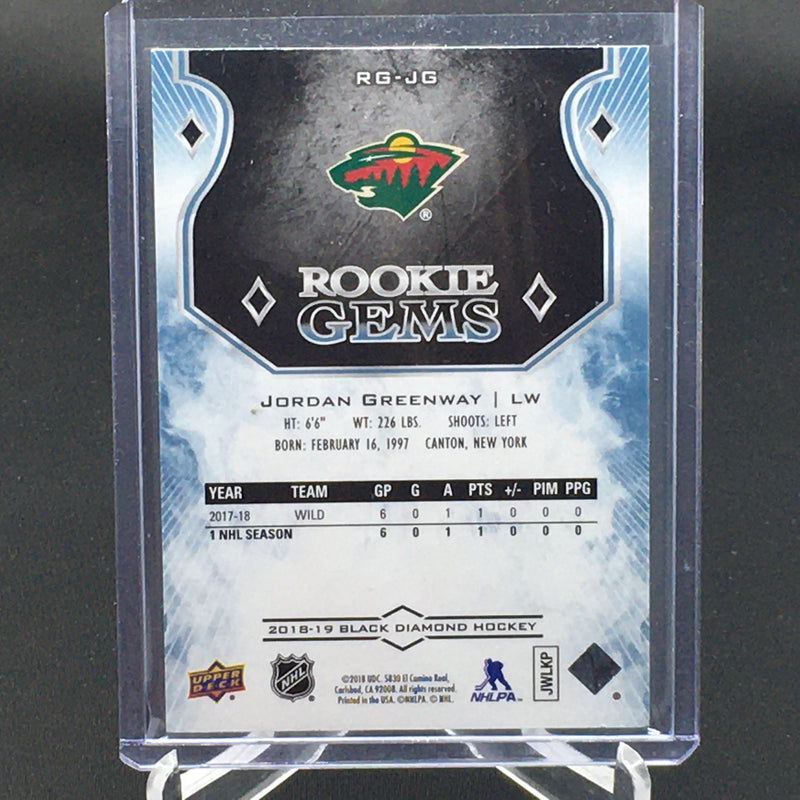 RG-JG
®
ROOKIE
GEMS
JORDAN GREENWAY | LW
HT: 6'6" WT: 226 LBS. SHOOTS: LEFT
BORN: FEBRUARY 16, 1997 CANTON, NEW YORK
YEAR TEAM GP G A PTS +/- PIM PPG
2017-18 WILD 6 0 1 1 0 0 0
1 NHL SEASON 6 0 1 1 0 0 0
2018-19 BLACK DIAMOND HOCKEY
UPPER DECK
NHL
©2018 UDC. 5830 El Camino Real,
Carlsbad, CA 92008. All rights reserved.
Printed in the USA. ©NHLPA. © NHL.
NHLPA
JWLKP